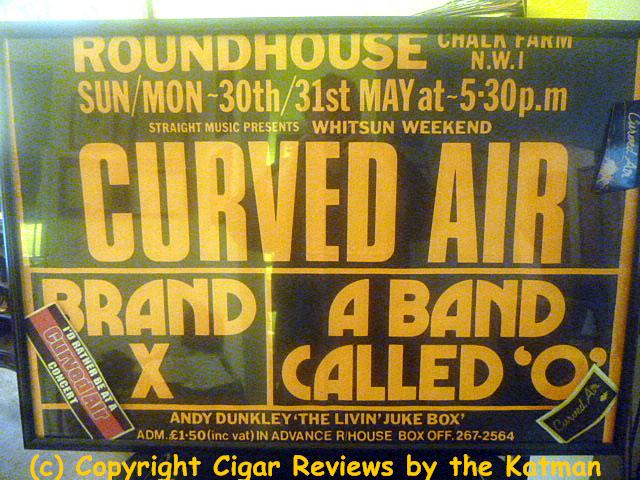 ROUNDHOUSE CHALK FARM
N.W.1
SUN/MON ~30th/31st MAY at ~5·30p.m
STRAIGHT MUSIC PRESENTS WHITSUN WEEKEND
CURVED AIR
BRAND
X
A BAND
CALLED 'O'
I'D RATHER BE AT A
CURVED AIR
CONCERT
Curved Air
Curved Air
ANDY DUNKLEY 'THE LIVIN' JUKE BOX'
ADM. £1·50 (inc vat) IN ADVANCE R/HOUSE BOX OFF. 267-2564
(c) Copyright Cigar Reviews by the Katman